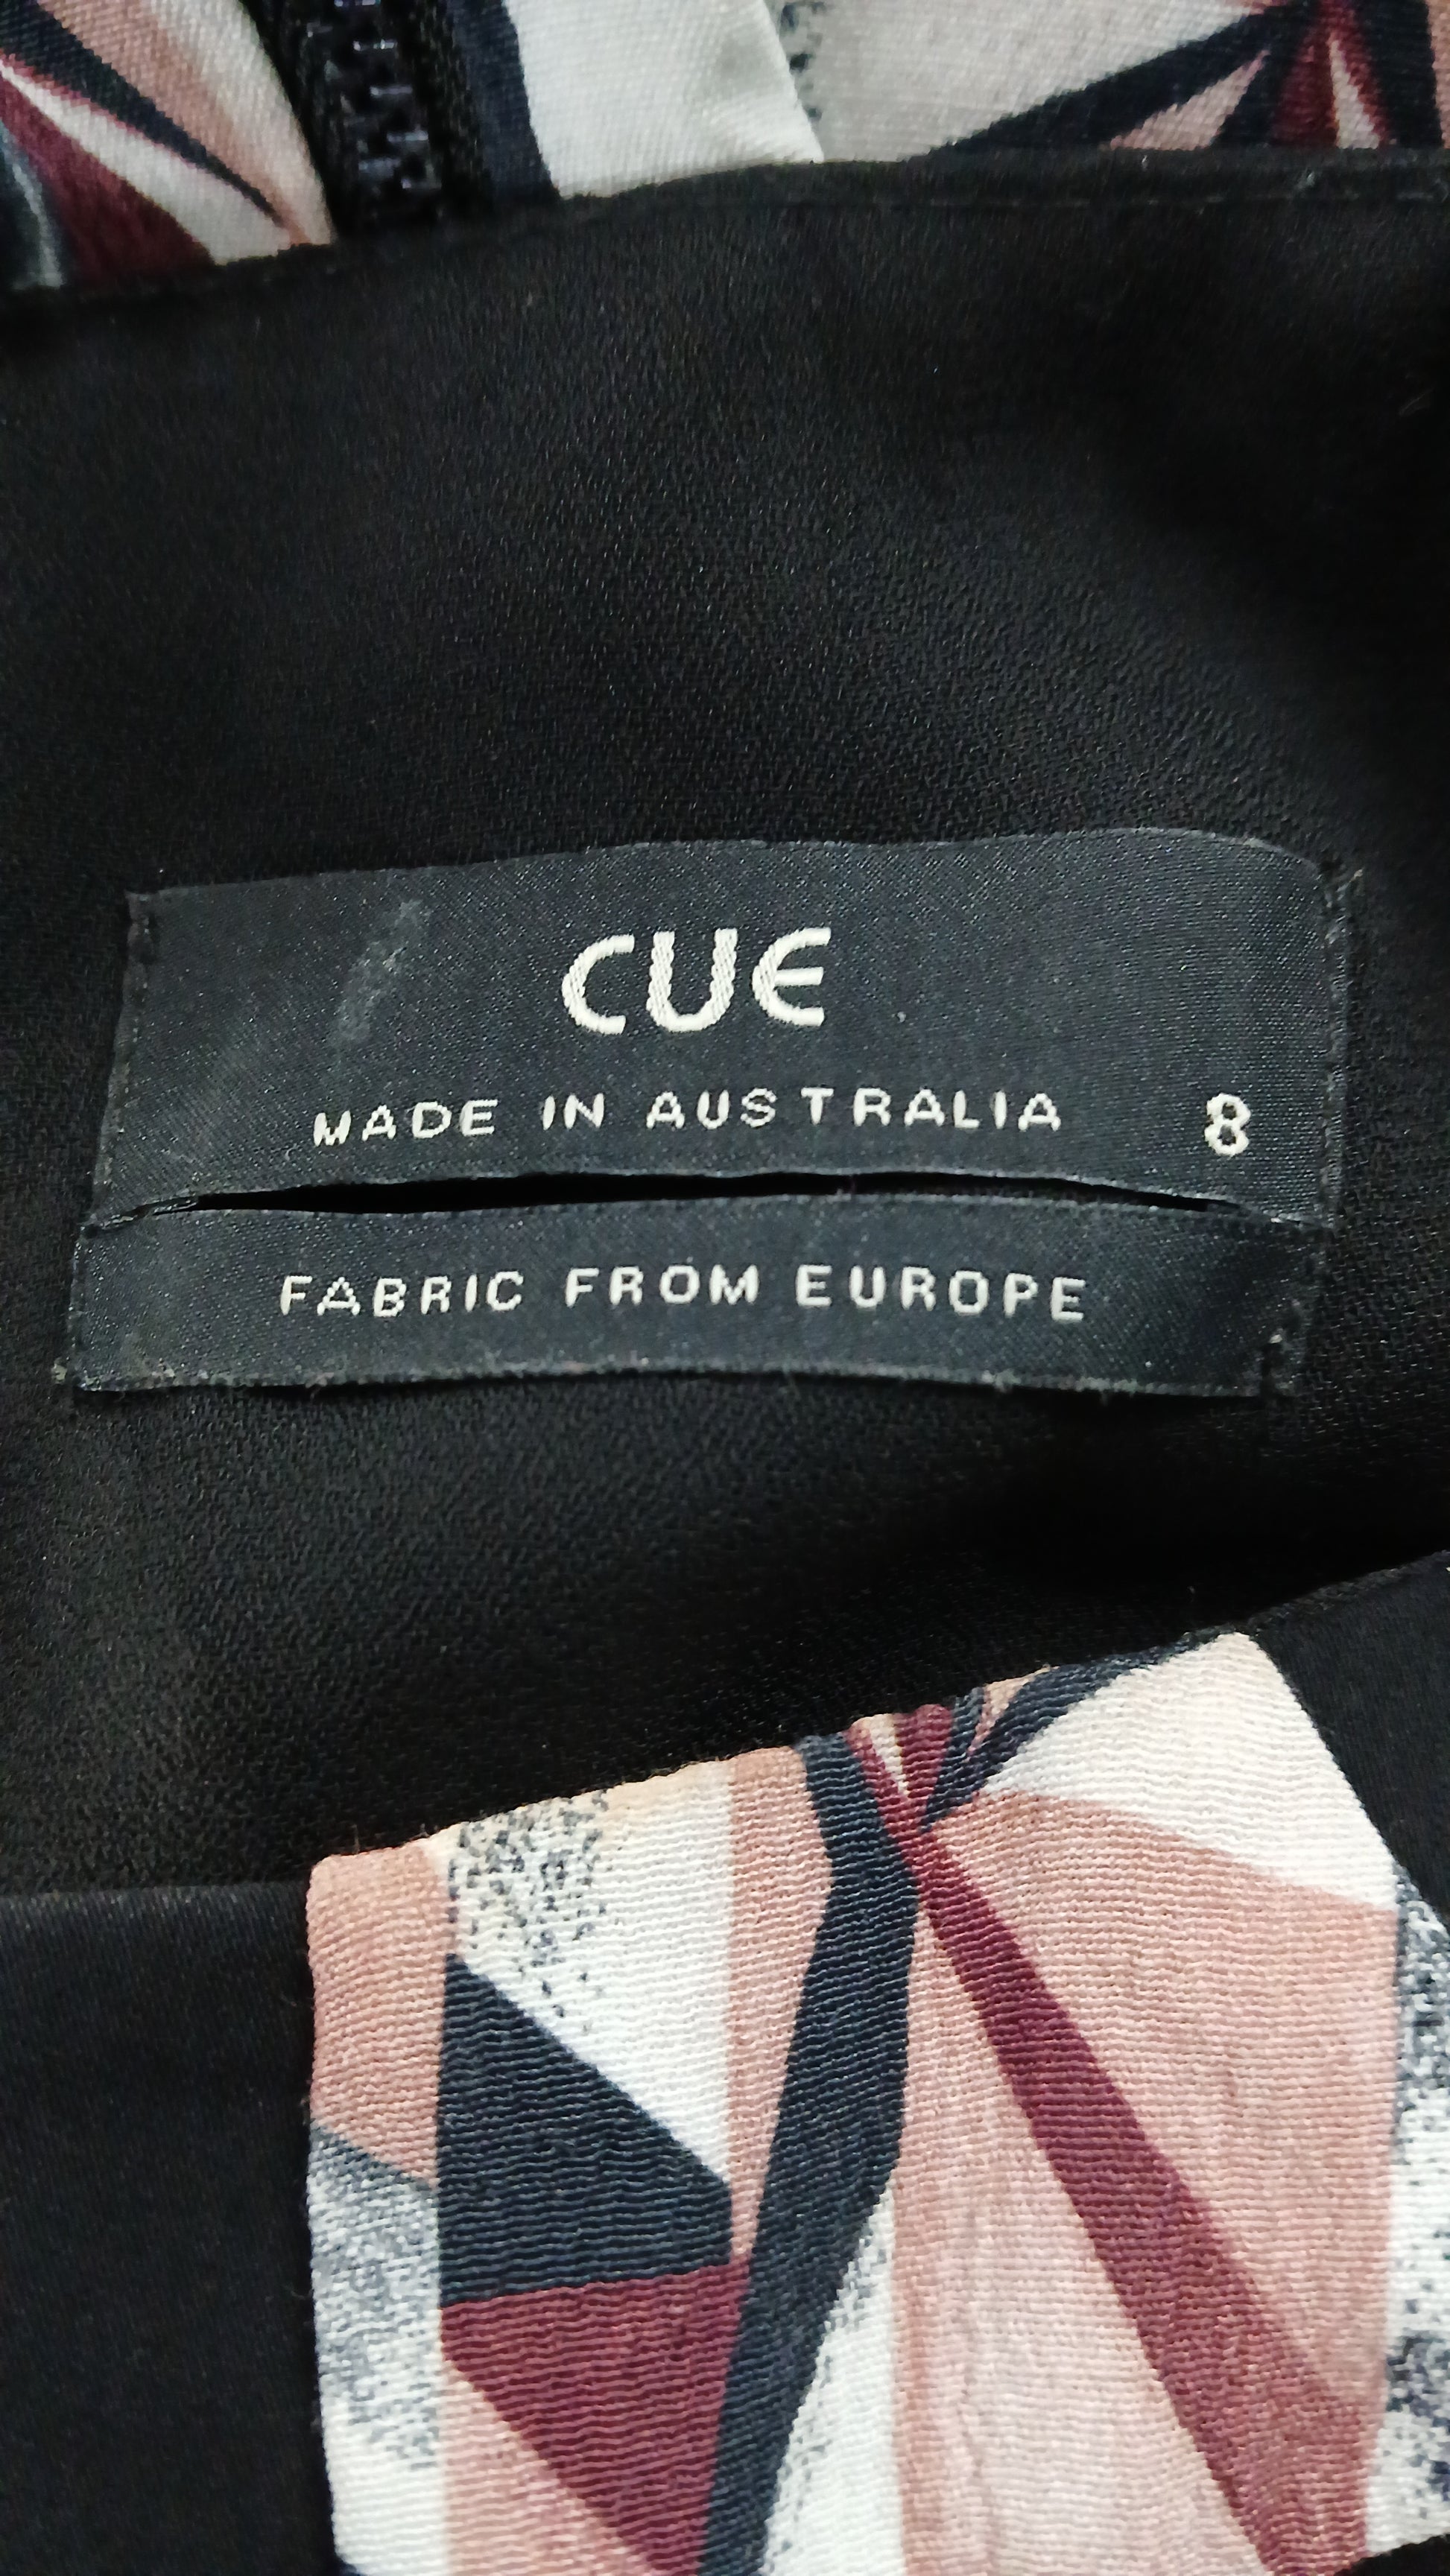 CUE
MADE IN AUSTRALIA 8
FABRIC FROM EUROPE